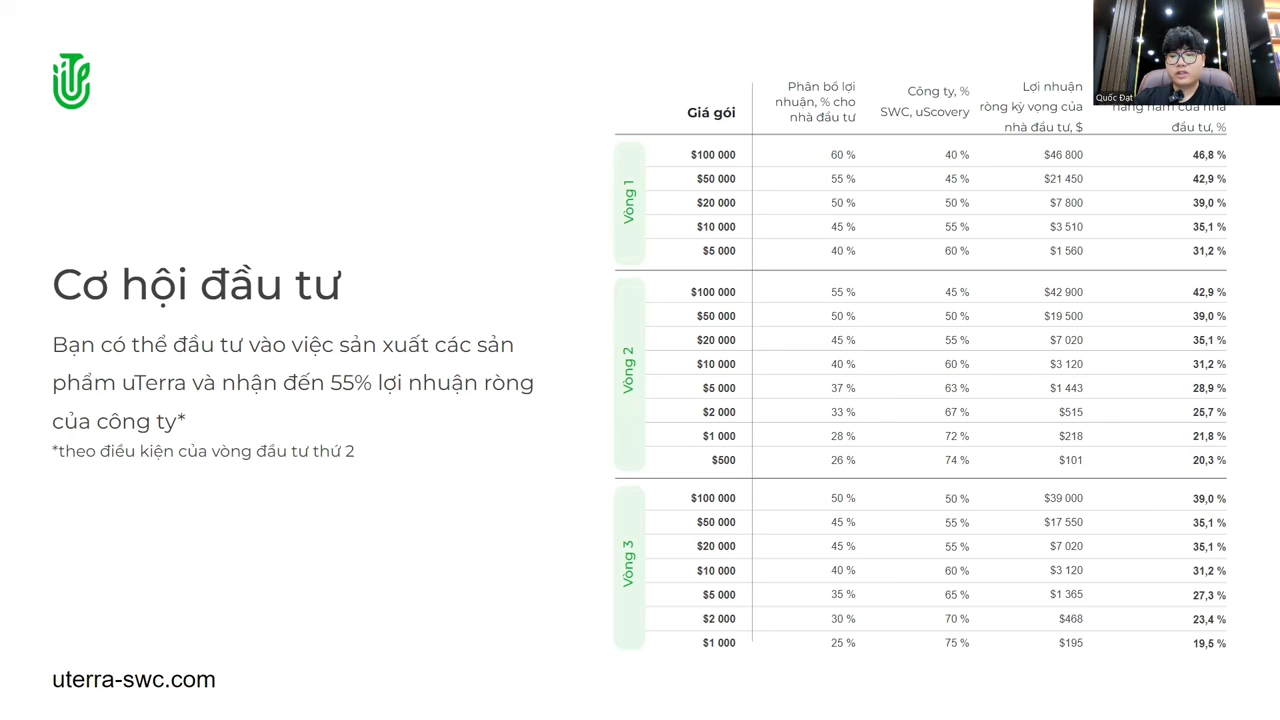 Quốc Đạt
Giá gói
Phân bổ lợi
nhuận, % cho
nhà đầu tư
Công ty, %
SWC, uScovery
Lợi nhuận
ròng kỳ vọng của
nhà đầu tư, $
hàng năm của nhà
đầu tư, %
Vòng 1
$100 000 60 % 40 % $46 800 46,8 %
$50 000 55 % 45 % $21 450 42,9 %
$20 000 50 % 50 % $7 800 39,0 %
$10 000 45 % 55 % $3 510 35,1 %
$5 000 40 % 60 % $1 560 31,2 %
Vòng 2
$100 000 55 % 45 % $42 900 42,9 %
$50 000 50 % 50 % $19 500 39,0 %
$20 000 45 % 55 % $7 020 35,1 %
$10 000 40 % 60 % $3 120 31,2 %
$5 000 37 % 63 % $1 443 28,9 %
$2 000 33 % 67 % $515 25,7 %
$1 000 28 % 72 % $218 21,8 %
$500 26 % 74 % $101 20,3 %
Vòng 3
$100 000 50 % 50 % $39 000 39,0 %
$50 000 45 % 55 % $17 550 35,1 %
$20 000 45 % 55 % $7 020 35,1 %
$10 000 40 % 60 % $3 120 31,2 %
$5 000 35 % 65 % $1 365 27,3 %
$2 000 30 % 70 % $468 23,4 %
$1 000 25 % 75 % $195 19,5 %
Cơ hội đầu tư
Bạn có thể đầu tư vào việc sản xuất các sản
phẩm uTerra và nhận đến 55% lợi nhuận ròng
của công ty*
*theo điều kiện của vòng đầu tư thứ 2
uterra-swc.com